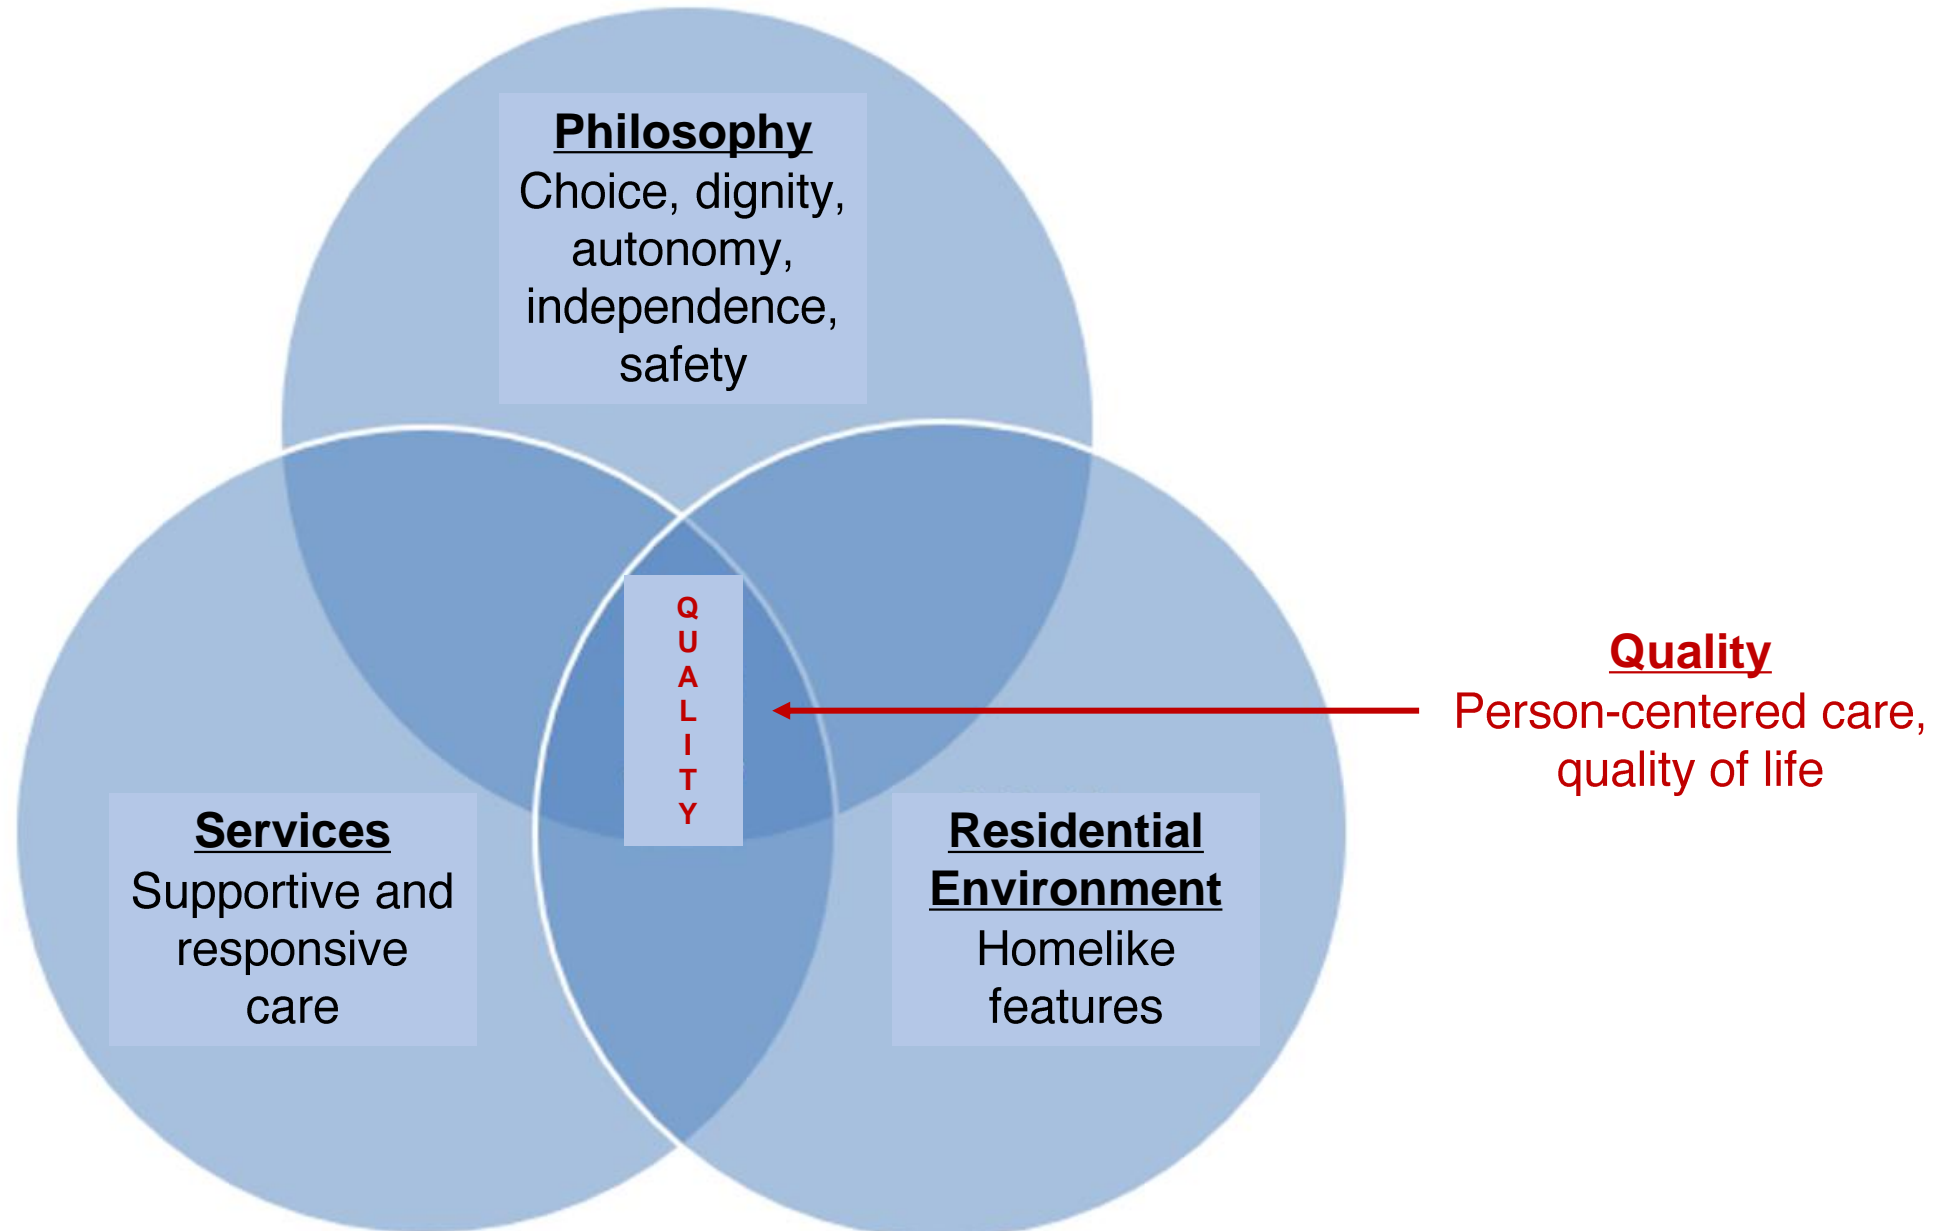 Philosophy
Choice, dignity,
autonomy,
independence,
safety
Q
U
A
L
I
T
Y
Quality
Person-centered care,
quality of life
Services
Supportive and
responsive
care
Residential
Environment
Homelike
features